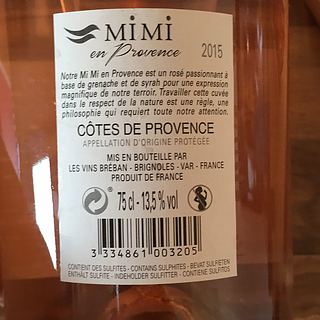 MiMi
en Provence 2015
Notre Mi Mi en Provence est un rosé passionnant à
base de grenache et de syrah pour une expression
magnifique de notre terroir. Travailler cette cuvée
dans le respect de la nature est une règle, une
philosophie qui requiert toute notre attention.
CÔTES DE PROVENCE
APPELLATION D'ORIGINE PROTÉGÉE
MIS EN BOUTEILLE PAR
LES VINS BRÉBAN - BRIGNOLES - VAR - FRANCE
PRODUIT DE FRANCE
75 cl - 13,5 % vol
3 334861 003205
CONTIENT DES SULFITES - CONTAINS SULPHITES - BEVAT SULFIETEN
ENTHÄLT SULFITE - INDEHOLDER SULFITTER - CONTIENE SULFITOS